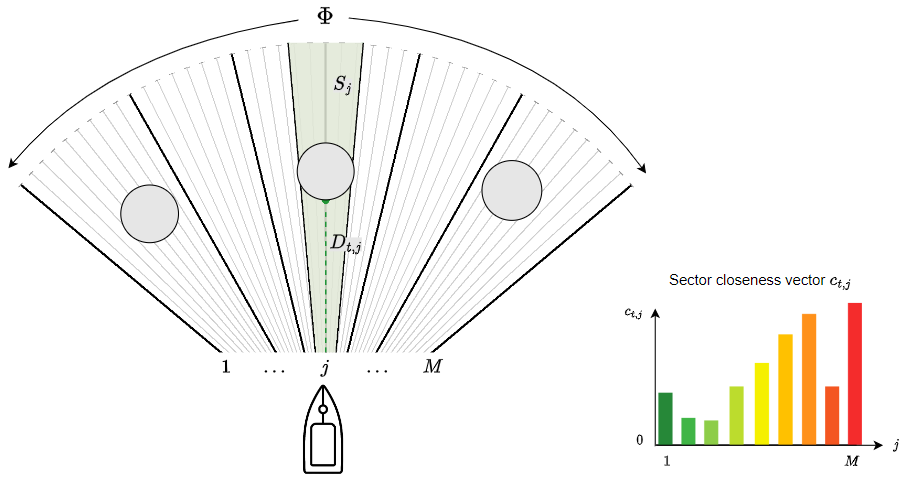 Φ
S_j
D_{t,j}
1 ... j ... M
Sector closeness vector c_{t,j}
c_{t,j}
0
j
1 M